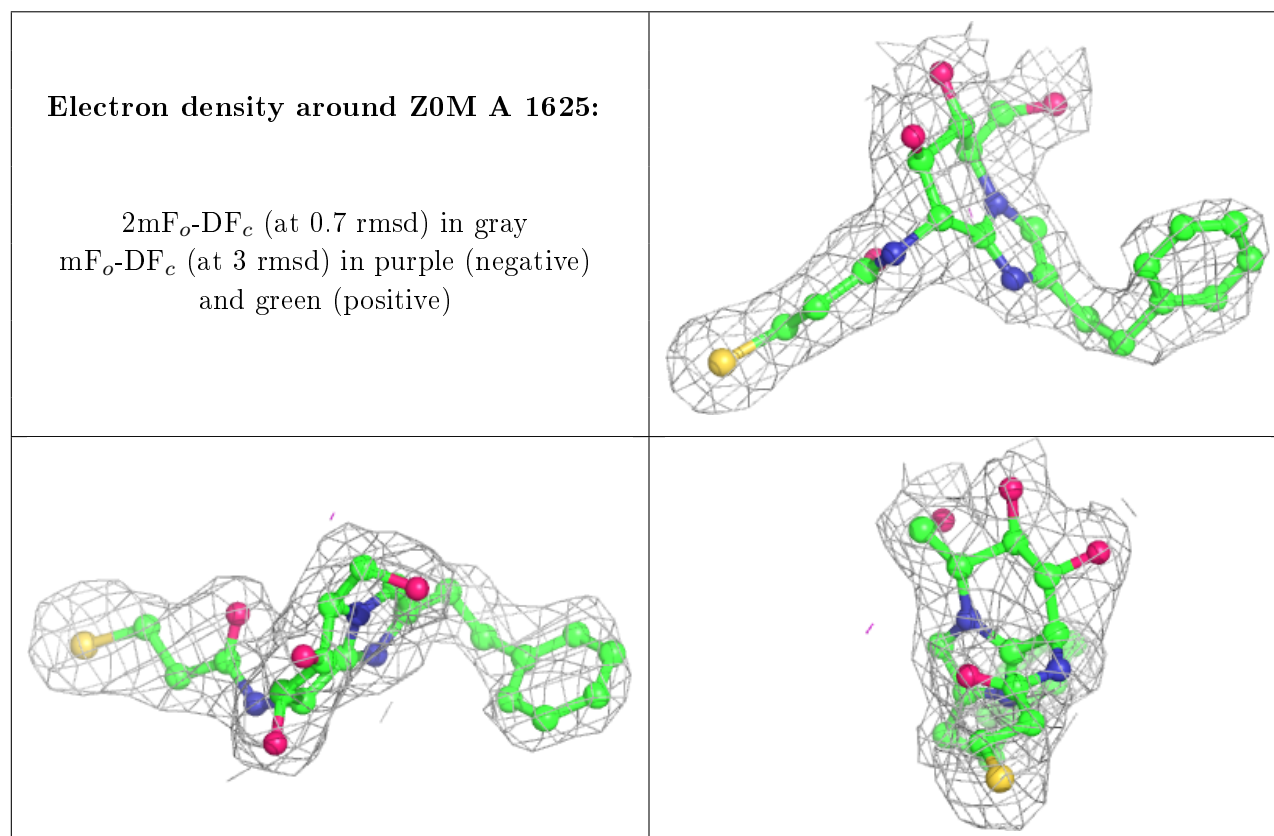 Electron density around Z0M A 1625:
2mFo-DFc (at 0.7 rmsd) in gray
mFo-DFc (at 3 rmsd) in purple (negative)
and green (positive)